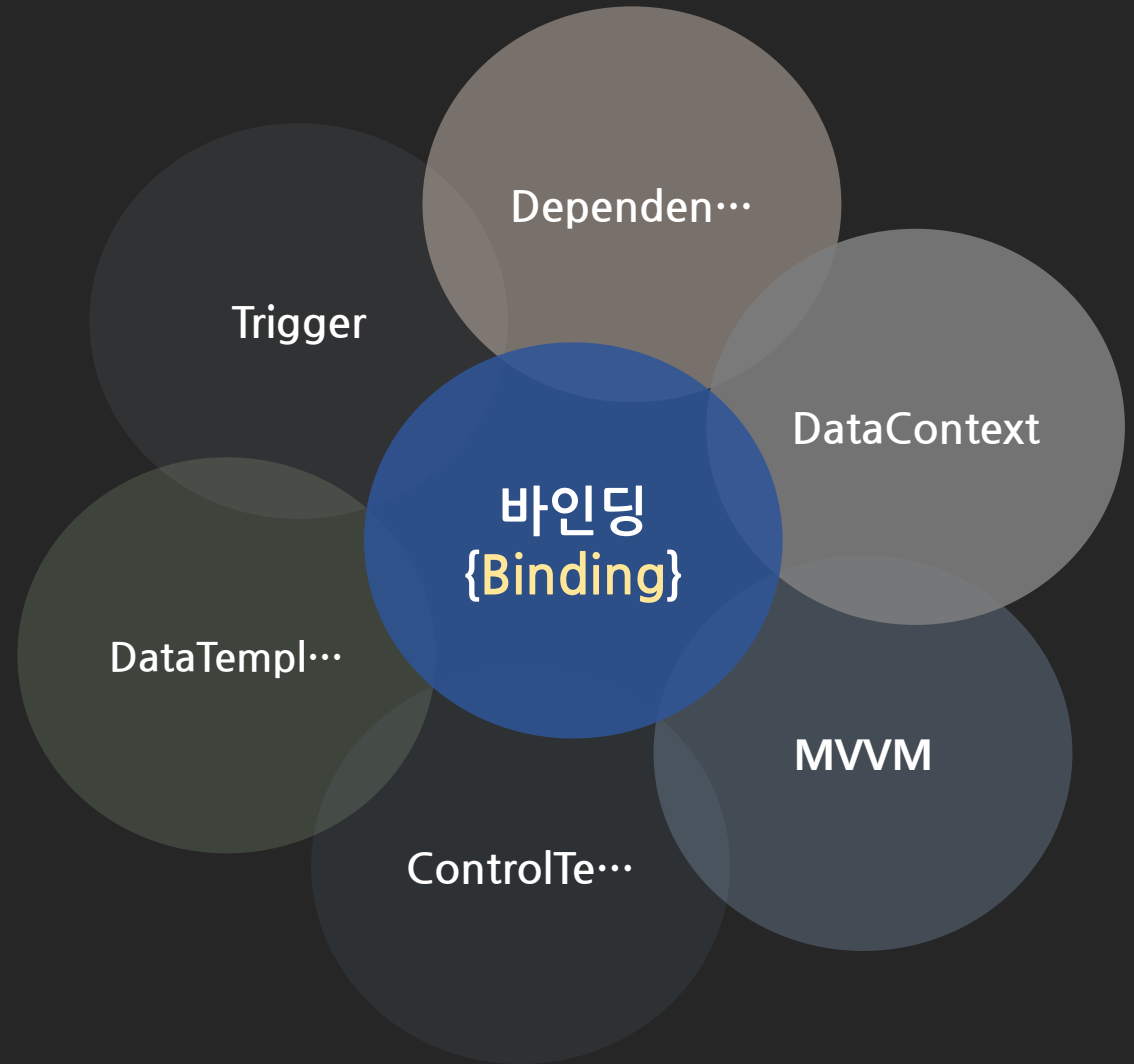 Dependen…
Trigger
DataContext
바인딩
{Binding}
DataTempl…
MVVM
ControlTe…